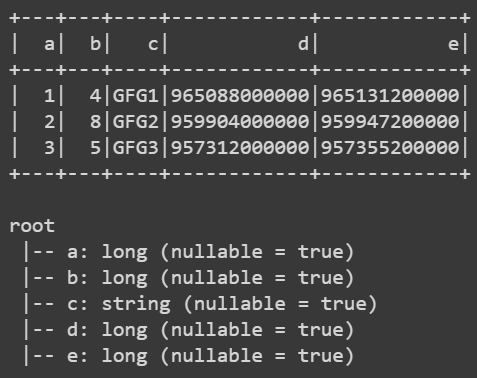 +---+---+----+------------+------------+
|  a|  b|   c|           d|           e|
+---+---+----+------------+------------+
|  1|  4|GFG1|965088000000|965131200000|
|  2|  8|GFG2|959904000000|959947200000|
|  3|  5|GFG3|957312000000|957355200000|
+---+---+----+------------+------------+

root
 |-- a: long (nullable = true)
 |-- b: long (nullable = true)
 |-- c: string (nullable = true)
 |-- d: long (nullable = true)
 |-- e: long (nullable = true)